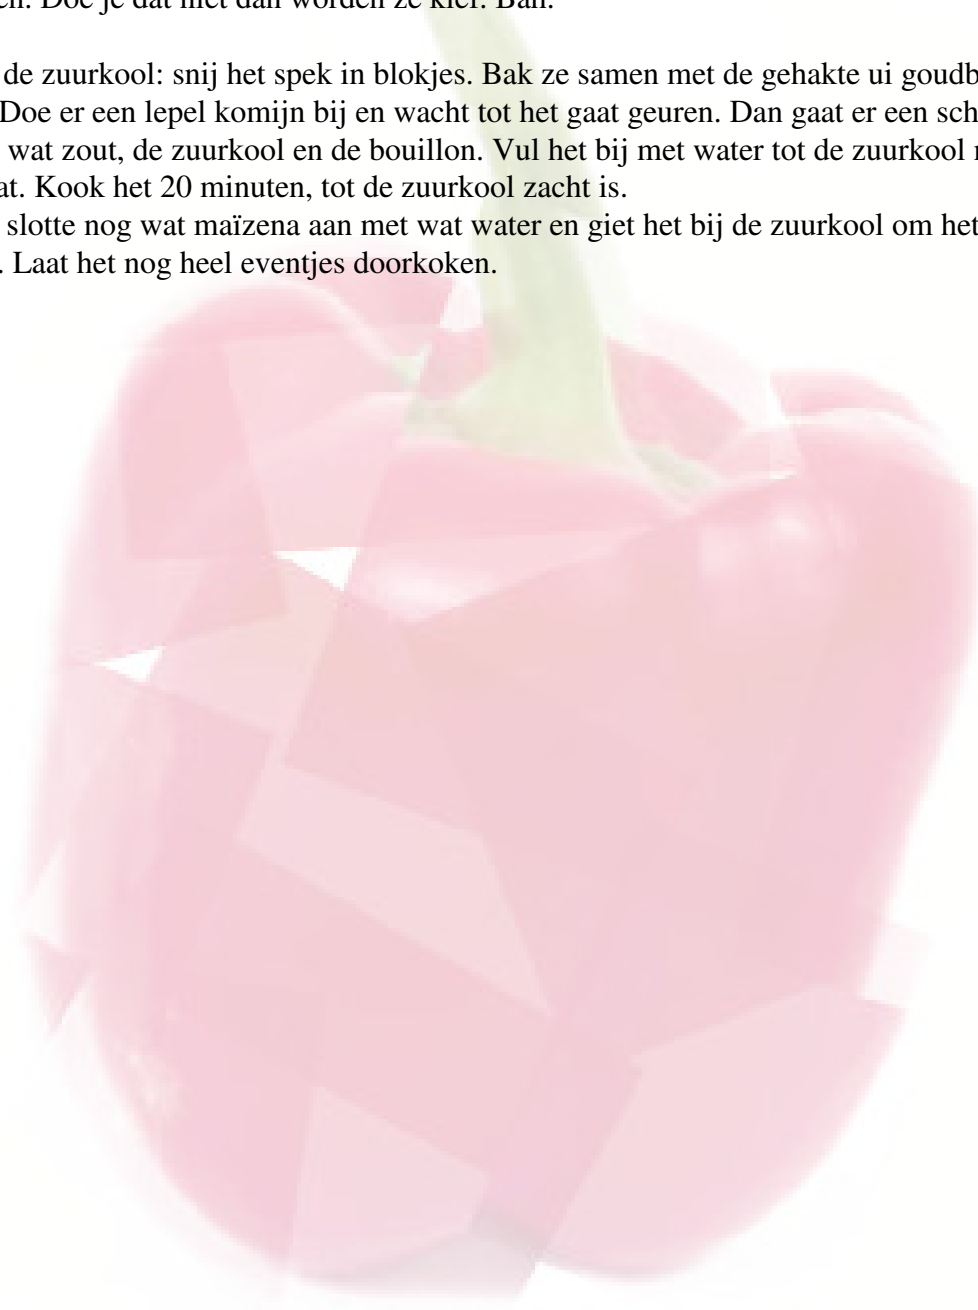 Doe je dat niet dan worden ze klef. Bah.
de zuurkool: snij het spek in blokjes. Bak ze samen met de gehakte ui goudb
Doe er een lepel komijn bij en wacht tot het gaat geuren. Dan gaat er een sch
wat zout, de zuurkool en de bouillon. Vul het bij met water tot de zuurkool
at. Kook het 20 minuten, tot de zuurkool zacht is.
slotte nog wat maïzena aan met wat water en giet het bij de zuurkool om het
. Laat het nog heel eventjes doorkoken.